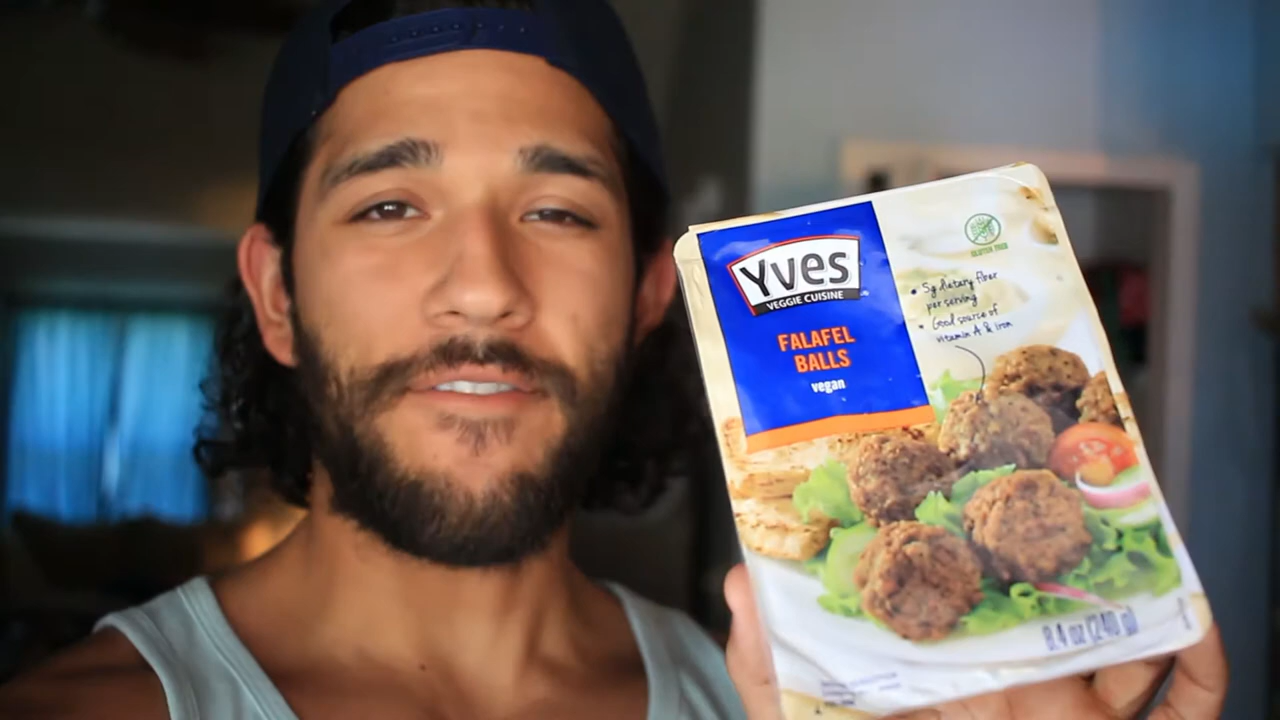 Yves
VEGGIE CUISINE
FALAFEL
BALLS
vegan
GLUTEN FREE
• 5g dietary fiber
per serving
• Good source of
vitamin A & iron
8.4 oz (240 g)